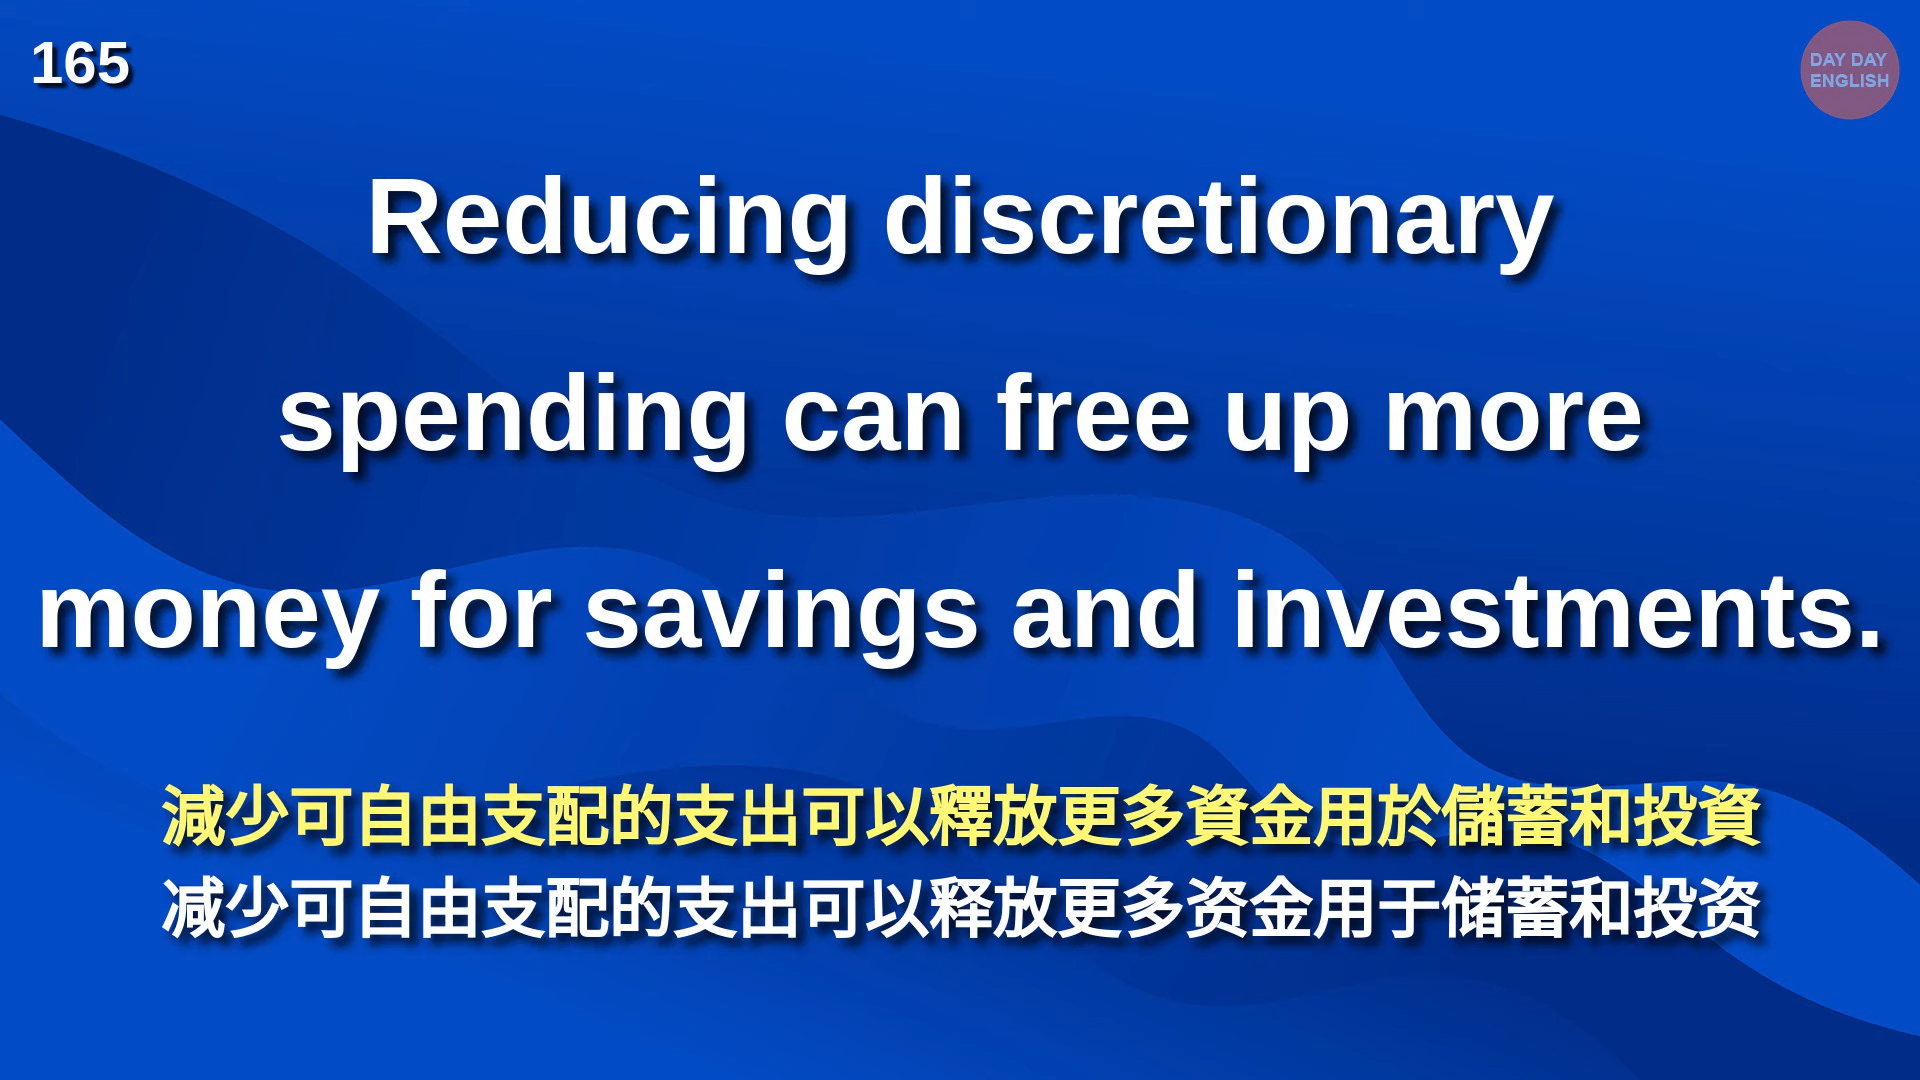 165
DAY DAY
ENGLISH
Reducing discretionary
spending can free up more
money for savings and investments.
減少可自由支配的支出可以釋放更多資金用於儲蓄和投資
减少可自由支配的支出可以释放更多资金用于储蓄和投资